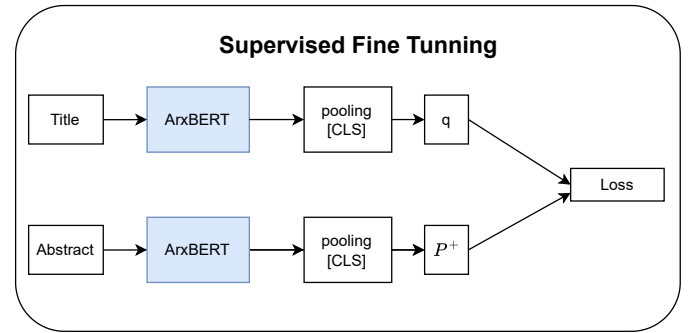 Supervised Fine Tunning
Title
ArxBERT
pooling
[CLS]
q
Loss
Abstract
ArxBERT
pooling
[CLS]
P⁺